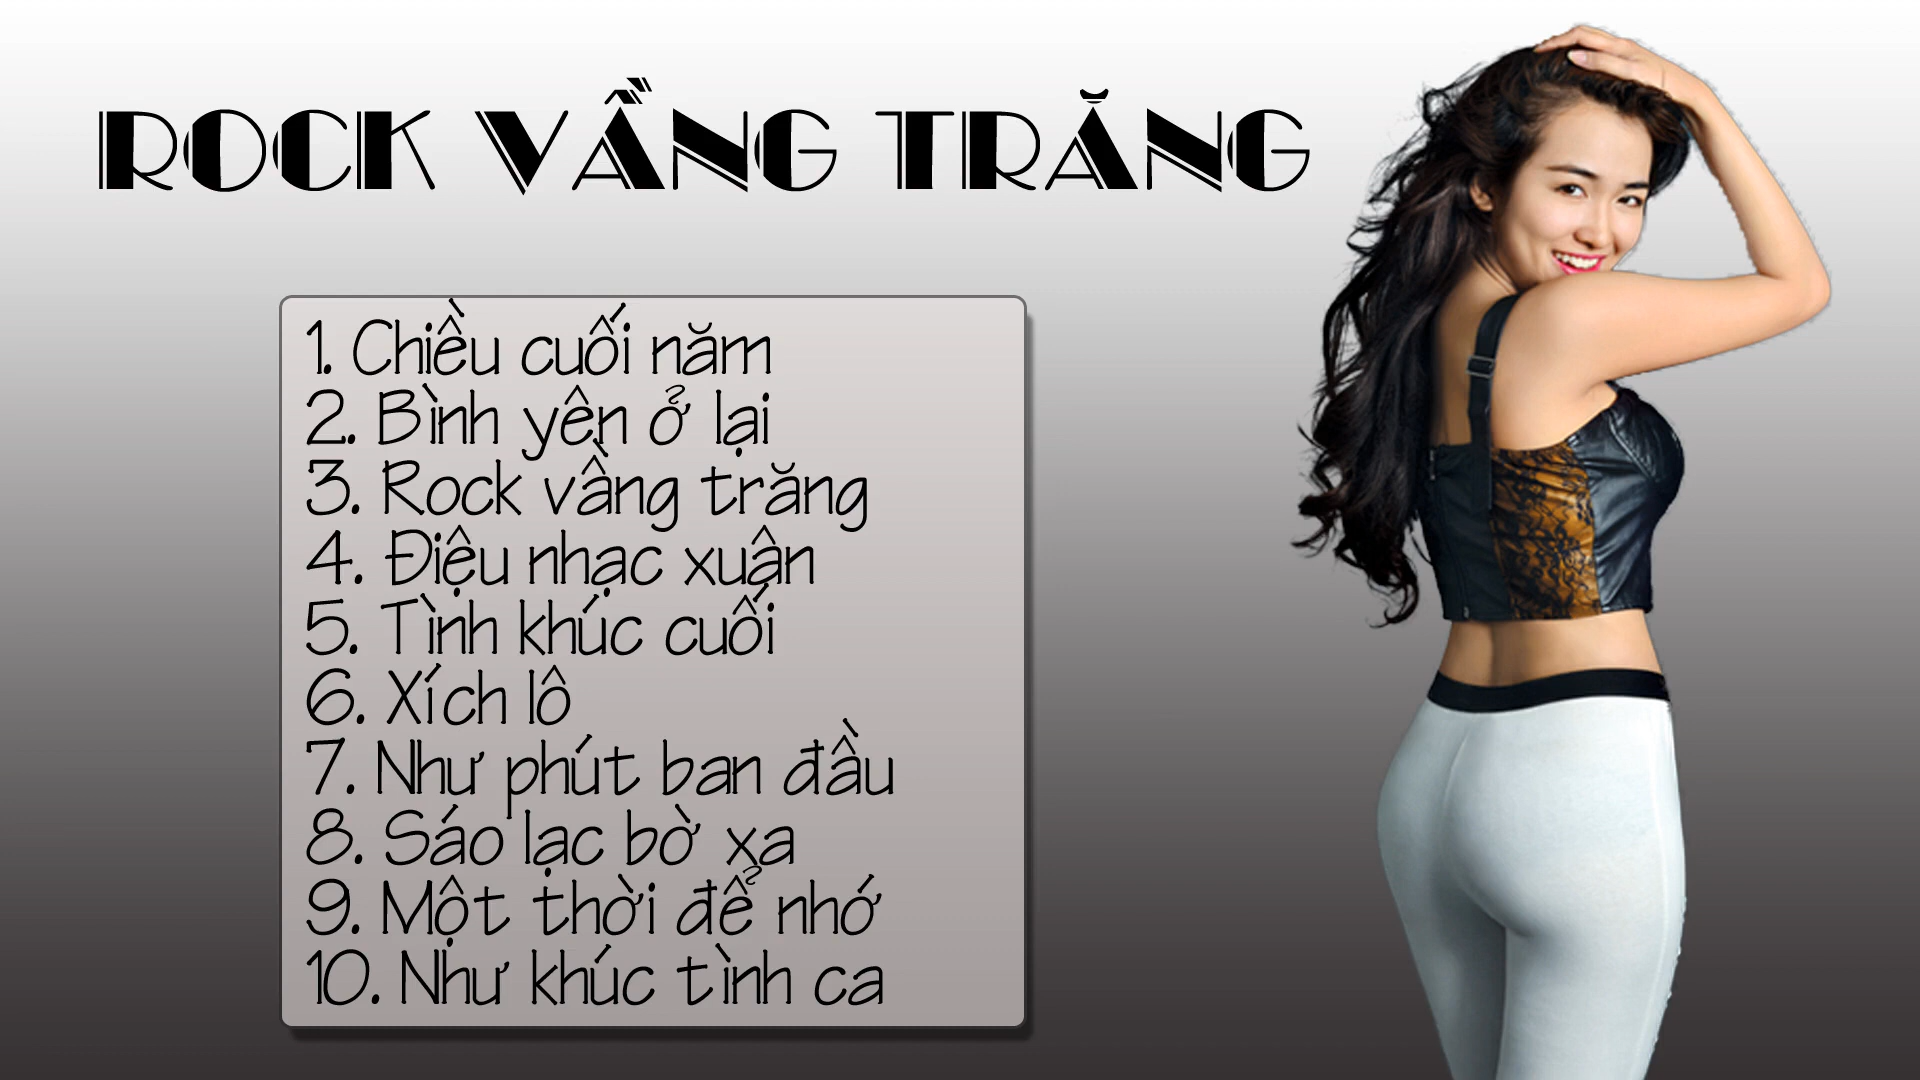 ROCK VẦNG TRĂNG
1. Chiều cuối năm
2. Bình yên ở lại
3. Rock vầng trăng
4. Điệu nhạc xuân
5. Tình khúc cuối
6. Xích lô
7. Như phút ban đầu
8. Sáo lạc bờ xa
9. Một thời để nhớ
10. Như khúc tình ca